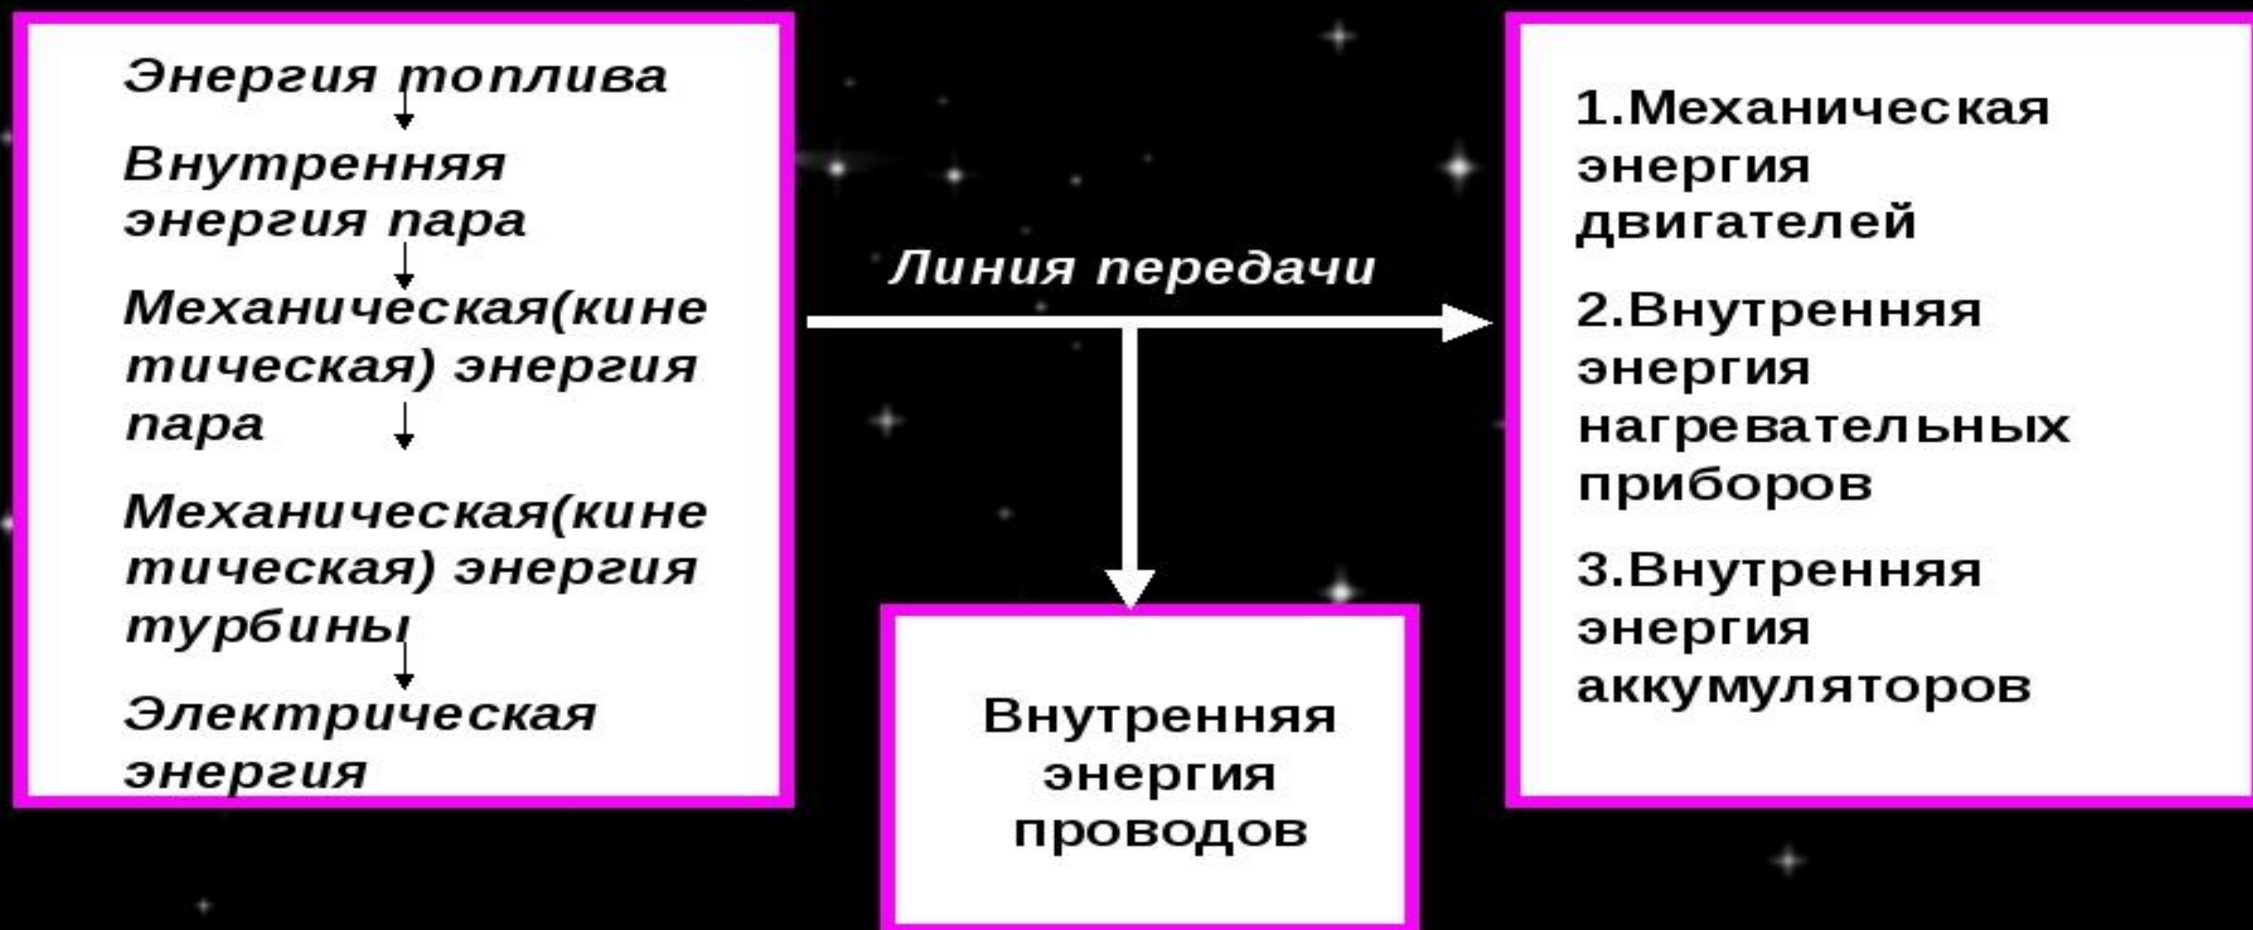 Энергия топлива
Внутренняя
энергия пара
Механическая(кине
тическая) энергия
пара
Механическая(кине
тическая) энергия
турбины
Электрическая
энергия
Линия передачи
Внутренняя
энергия
проводов
1.Механическая
энергия
двигателей
2.Внутренняя
энергия
нагревательных
приборов
3.Внутренняя
энергия
аккумуляторов